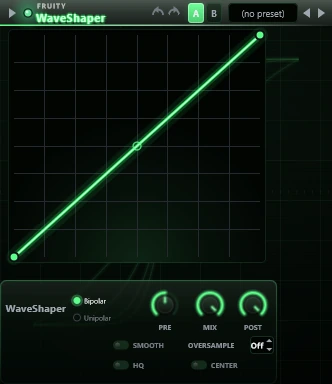 FRUITY
WaveShaper
A B (no preset)
WaveShaper
Bipolar
Unipolar
PRE MIX POST
SMOOTH OVERSAMPLE Off
HQ CENTER